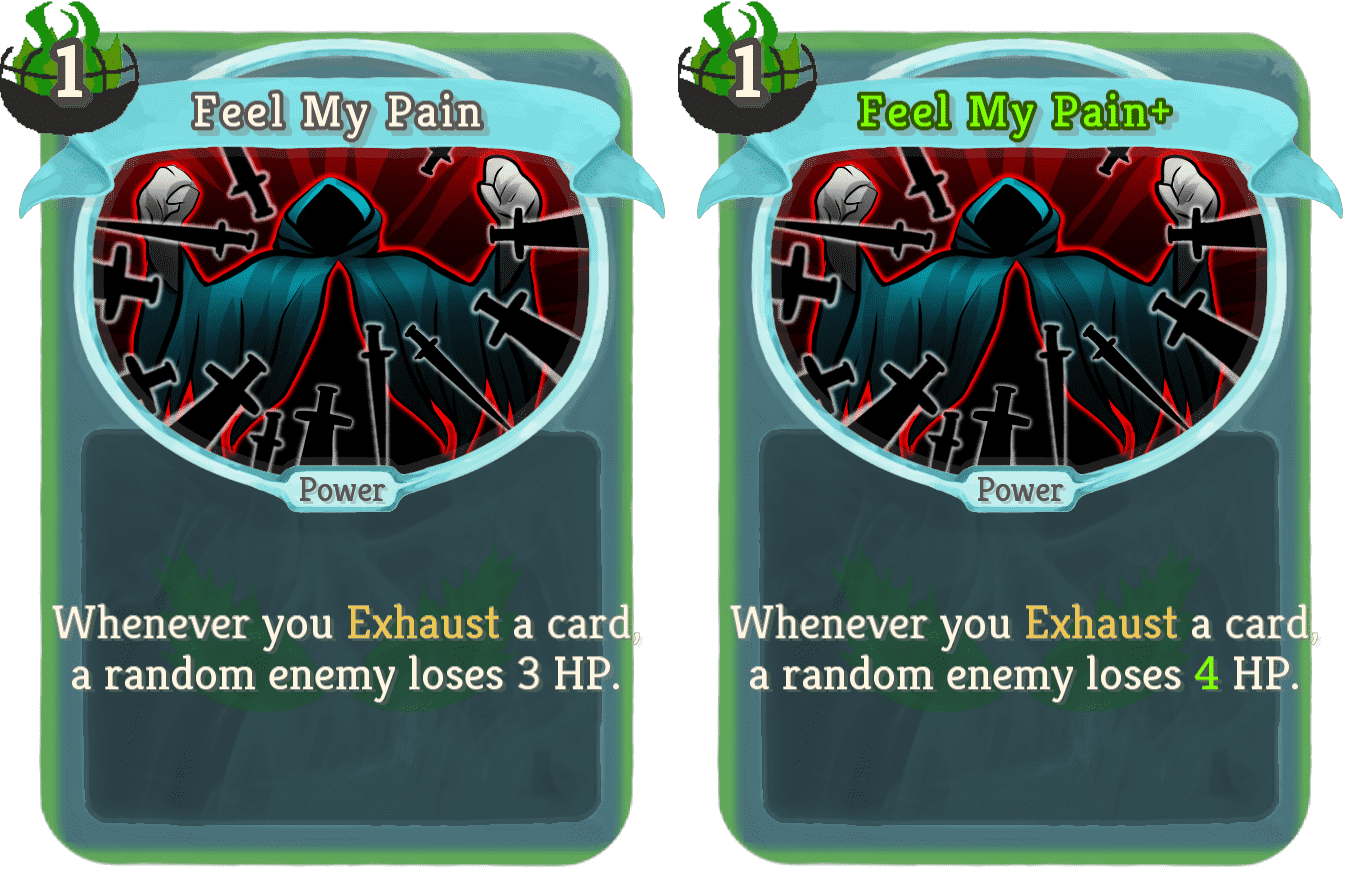 1
Feel My Pain
Power
Whenever you Exhaust a card,
a random enemy loses 3 HP.
1
Feel My Pain+
Power
Whenever you Exhaust a card,
a random enemy loses 4 HP.